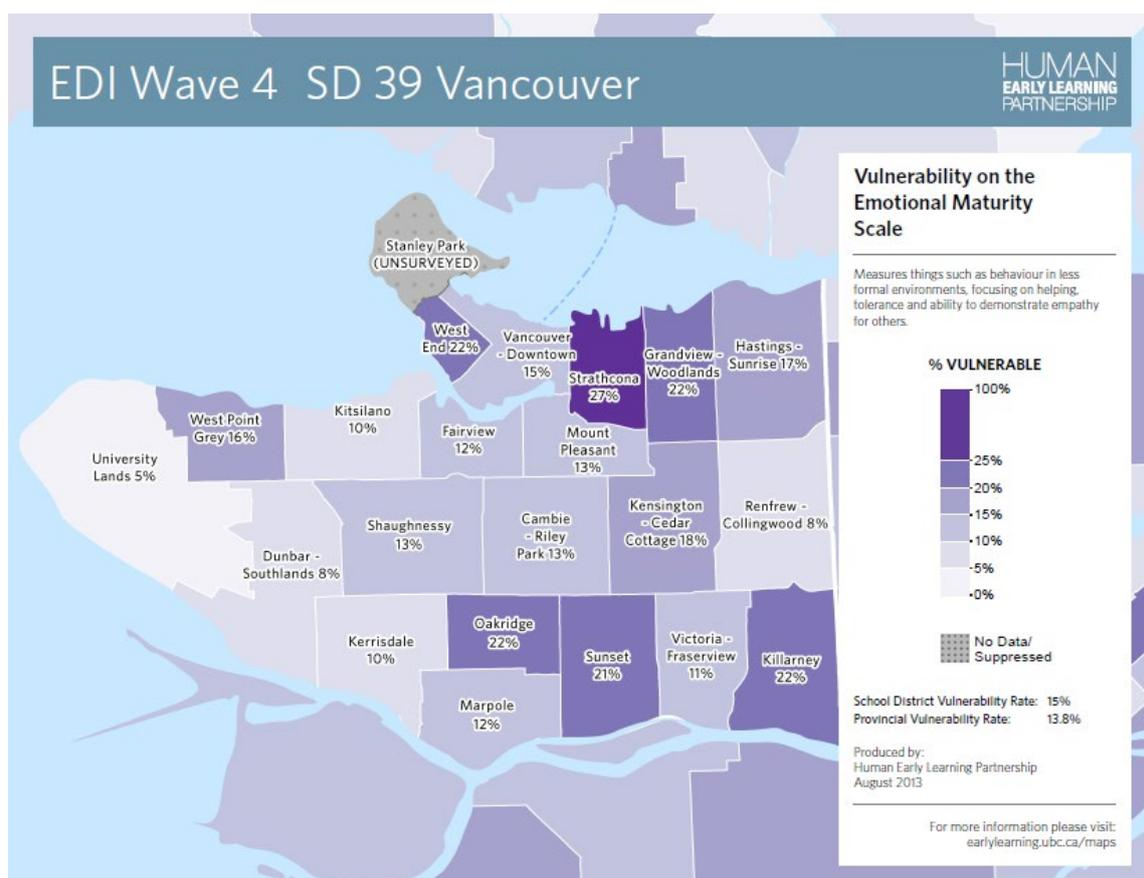 EDI Wave 4 SD 39 Vancouver
HUMAN
EARLY LEARNING
PARTNERSHIP
Stanley Park
(UNSURVEYED)
West
End 22%
Vancouver
- Downtown
15%
Strathcona
27%
Grandview -
Woodlands
22%
Hastings -
Sunrise 17%
West Point
Grey 16%
Kitsilano
10%
Fairview
12%
Mount
Pleasant
13%
University
Lands 5%
Dunbar -
Southlands 8%
Shaughnessy
13%
Cambie
- Riley
Park 13%
Kensington
- Cedar
Cottage 18%
Renfrew -
Collingwood 8%
Kerrisdale
10%
Oakridge
22%
Marpole
12%
Sunset
21%
Victoria -
Fraserview
11%
Killarney
22%
Vulnerability on the
Emotional Maturity
Scale
Measures things such as behaviour in less
formal environments, focusing on helping,
tolerance and ability to demonstrate empathy
for others.
% VULNERABLE
100%
25%
20%
15%
10%
5%
0%
No Data/
Suppressed
School District Vulnerability Rate: 15%
Provincial Vulnerability Rate: 13.8%
Produced by:
Human Early Learning Partnership
August 2013
For more information please visit:
earlylearning.ubc.ca/maps